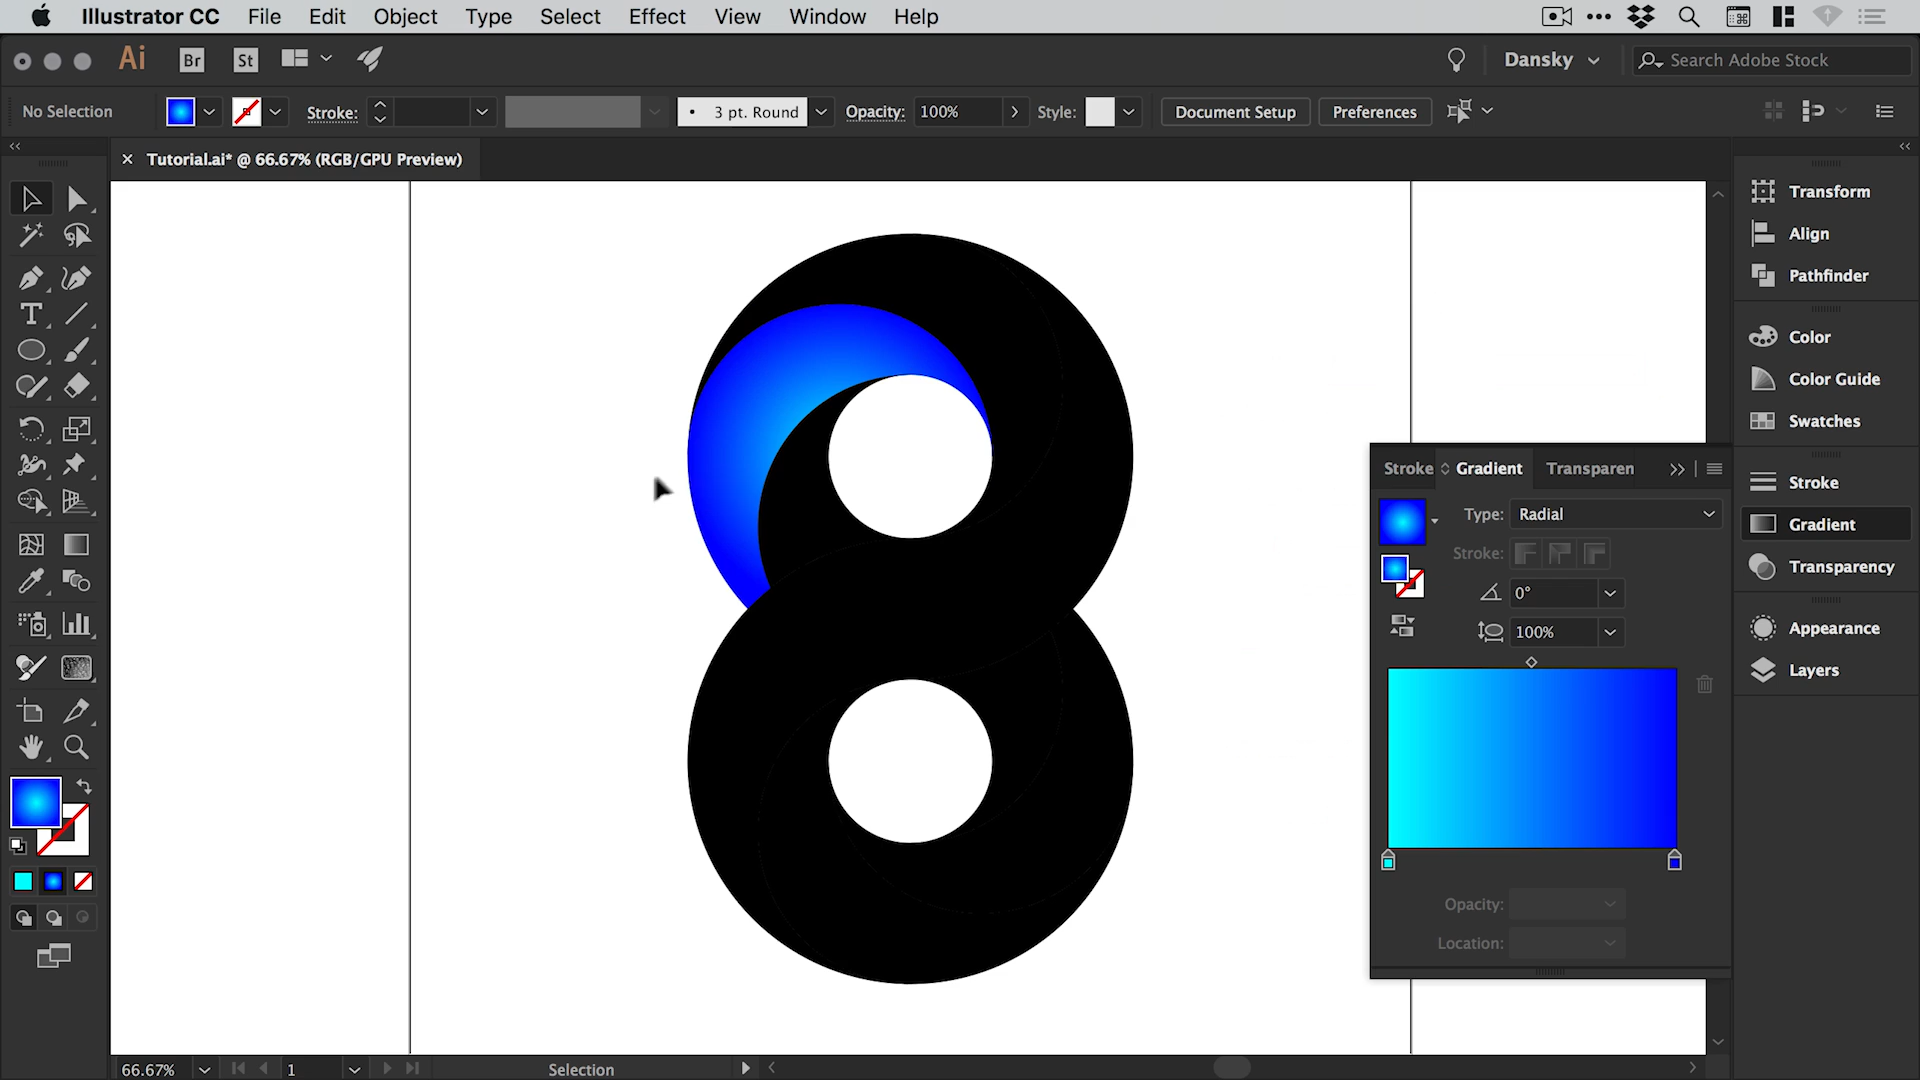 Illustrator CC File Edit Object Type Select Effect View Window Help
Ai Br St Dansky Search Adobe Stock
No Selection Stroke: 3 pt. Round Opacity: 100% Style: Document Setup Preferences
× Tutorial.ai* @ 66.67% (RGB/GPU Preview)
Transform
Align
Pathfinder
Color
Color Guide
Swatches
Stroke
Gradient
Transparency
Appearance
Layers
Stroke Gradient Transparen
Type: Radial
Stroke:
0°
100%
Opacity:
Location:
66.67% 1 Selection